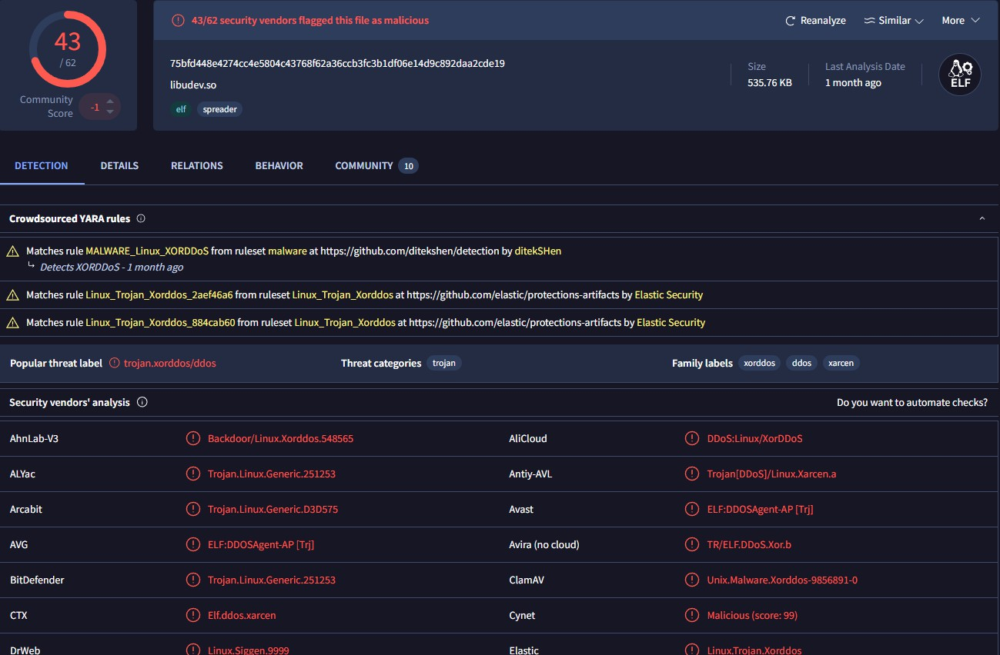 43
/ 62
Community Score
-1
43/62 security vendors flagged this file as malicious
Reanalyze
Similar
More
75bfd448e4274cc4e5804c43768f62a36ccb3fc3b1df06e14d9c892daa2cde19
libudev.so
elf
spreader
Size
535.76 KB
Last Analysis Date
1 month ago
ELF
DETECTION DETAILS RELATIONS BEHAVIOR COMMUNITY 10
Crowdsourced YARA rules
Matches rule MALWARE_Linux_XORDDoS from ruleset malware at https://github.com/ditekshen/detection by ditekSHen
Detects XORDDoS - 1 month ago
Matches rule Linux_Trojan_Xorddos_2aef46a6 from ruleset Linux_Trojan_Xorddos at https://github.com/elastic/protections-artifacts by Elastic Security
Matches rule Linux_Trojan_Xorddos_884cab60 from ruleset Linux_Trojan_Xorddos at https://github.com/elastic/protections-artifacts by Elastic Security
Popular threat label trojan.xorddos/ddos Threat categories trojan Family labels xorddos ddos xarcen
Security vendors' analysis Do you want to automate checks?
AhnLab-V3 Backdoor/Linux.Xorddos.548565 AliCloud DDoS:Linux/XorDDoS
ALYac Trojan.Linux.Generic.251253 Antiy-AVL Trojan[DDoS]/Linux.Xarcen.a
Arcabit Trojan.Linux.Generic.D3D575 Avast ELF:DDOSAgent-AP [Trj]
AVG ELF:DDOSAgent-AP [Trj] Avira (no cloud) TR/ELF.DDoS.Xor.b
BitDefender Trojan.Linux.Generic.251253 ClamAV Unix.Malware.Xorddos-9856891-0
CTX Elf.ddos.xarcen Cynet Malicious (score: 99)
DrWeb Linux.Siggen.9999 Elastic Linux.Trojan.Xorddos